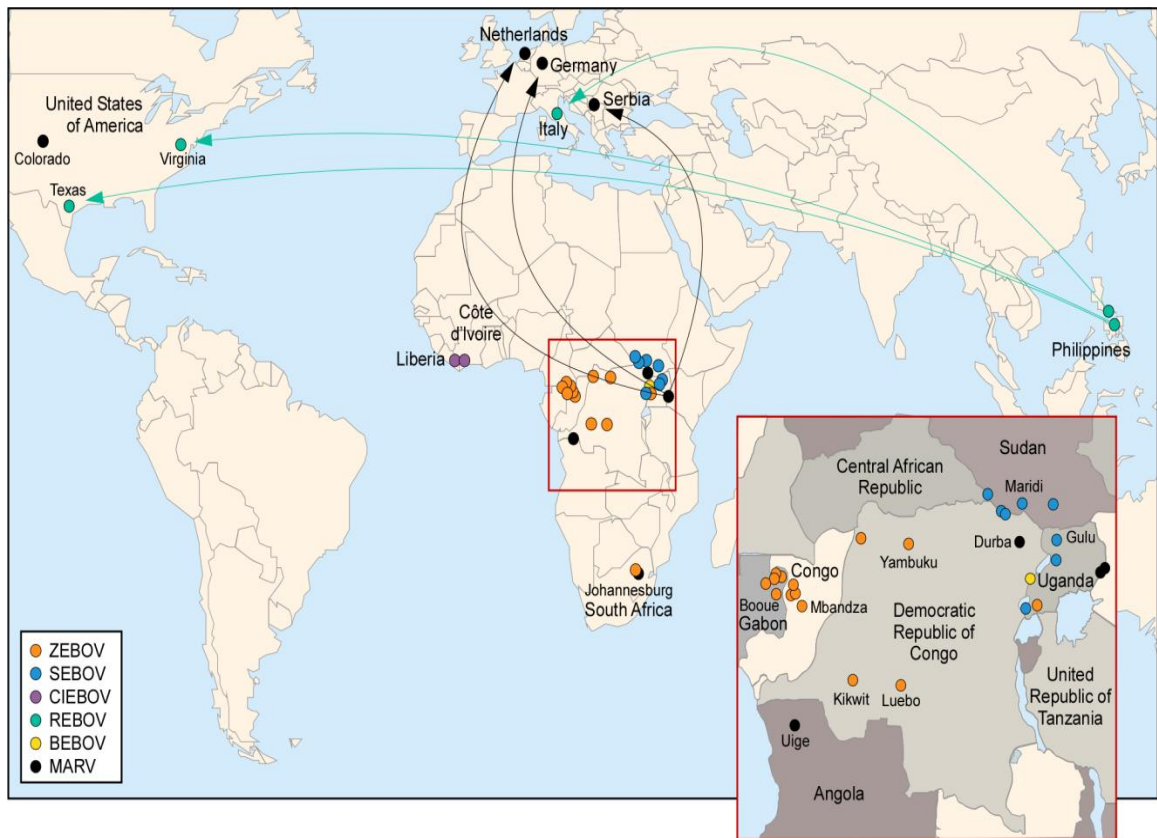 Netherlands
Germany
United States
of America
Serbia
Italy
Colorado
Virginia
Texas
Côte
d'Ivoire
Liberia
Philippines
Johannesburg
South Africa
ZEBOV
SEBOV
CIEBOV
REBOV
BEBOV
MARV
Sudan
Central African
Republic
Maridi
Durba
Gulu
Yambuku
Congo
Uganda
Booue
Gabon
Mbandza
Democratic
Republic of
Congo
Kikwit
Luebo
United
Republic of
Tanzania
Uige
Angola